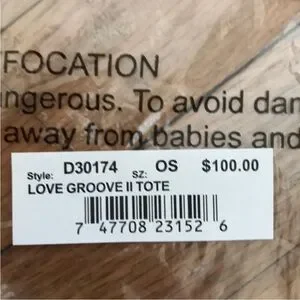 FOCATION
ngerous. To avoid dan
away from babies and
Style: D30174 SZ: OS $100.00
LOVE GROOVE II TOTE
7 47708 23152 6